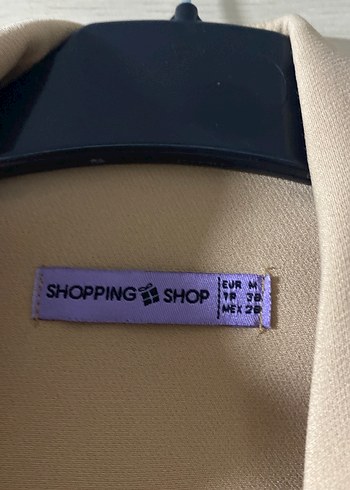 SHOPPING SHOP
EUR M
TR 38
MEX 28